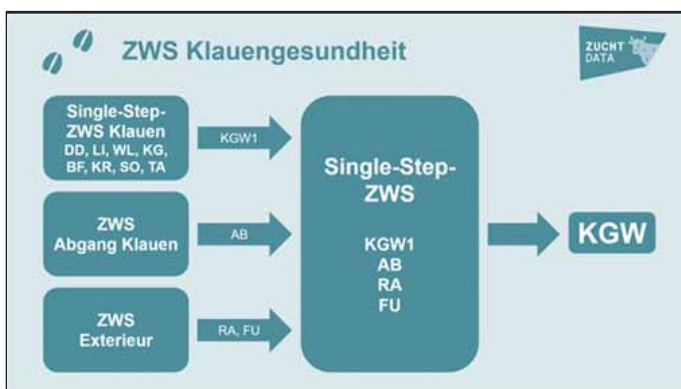 ZWS Klauengesundheit
ZUCHT
DATA
Single-Step-
ZWS Klauen
DD, LI, WL, KG,
BF, KR, SO, TA
KGW1
ZWS
Abgang Klauen
AB
ZWS
Exterieur
RA, FU
Single-Step-
ZWS
KGW1
AB
RA
FU
KGW